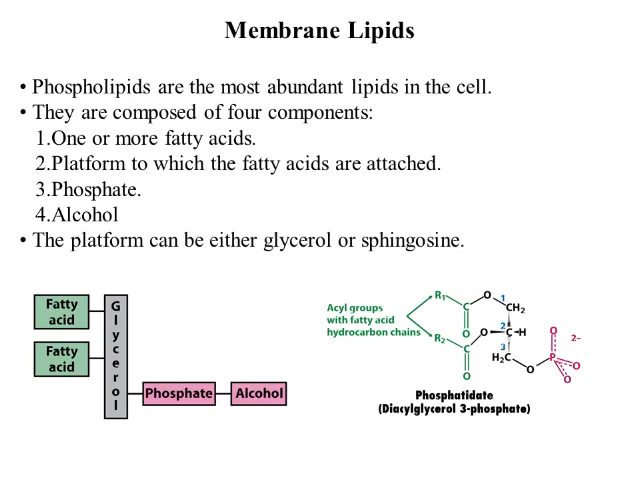 Membrane Lipids
• Phospholipids are the most abundant lipids in the cell.
• They are composed of four components:
1.One or more fatty acids.
2.Platform to which the fatty acids are attached.
3.Phosphate.
4.Alcohol
• The platform can be either glycerol or sphingosine.
Fatty
acid
Fatty
acid
Glycerol
Phosphate
Alcohol
Acyl groups
with fatty acid
hydrocarbon chains
R1
C
O
O
1
CH2
R2
C
O
O
2
C
H
3
H2C
O
P
O
O
O
2–
Phosphatidate
(Diacylglycerol 3-phosphate)